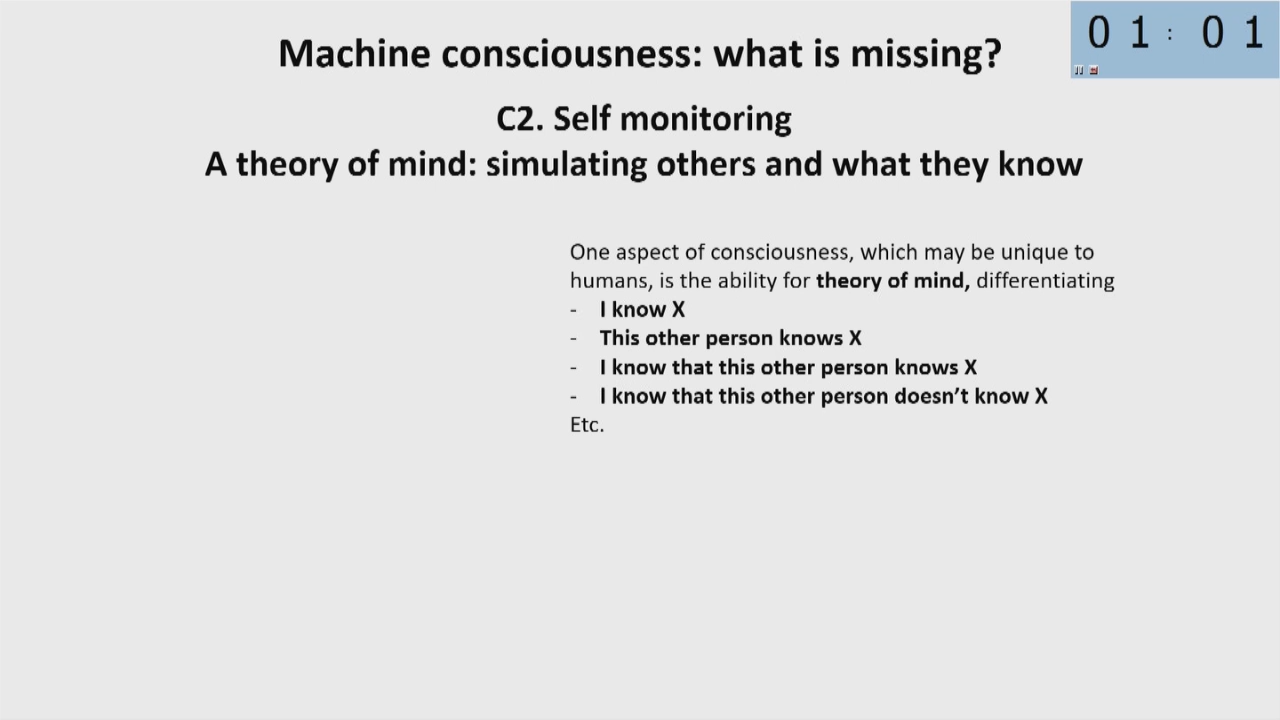 Machine consciousness: what is missing?
01:01
C2. Self monitoring
A theory of mind: simulating others and what they know
One aspect of consciousness, which may be unique to
humans, is the ability for theory of mind, differentiating
- I know X
- This other person knows X
- I know that this other person knows X
- I know that this other person doesn't know X
Etc.